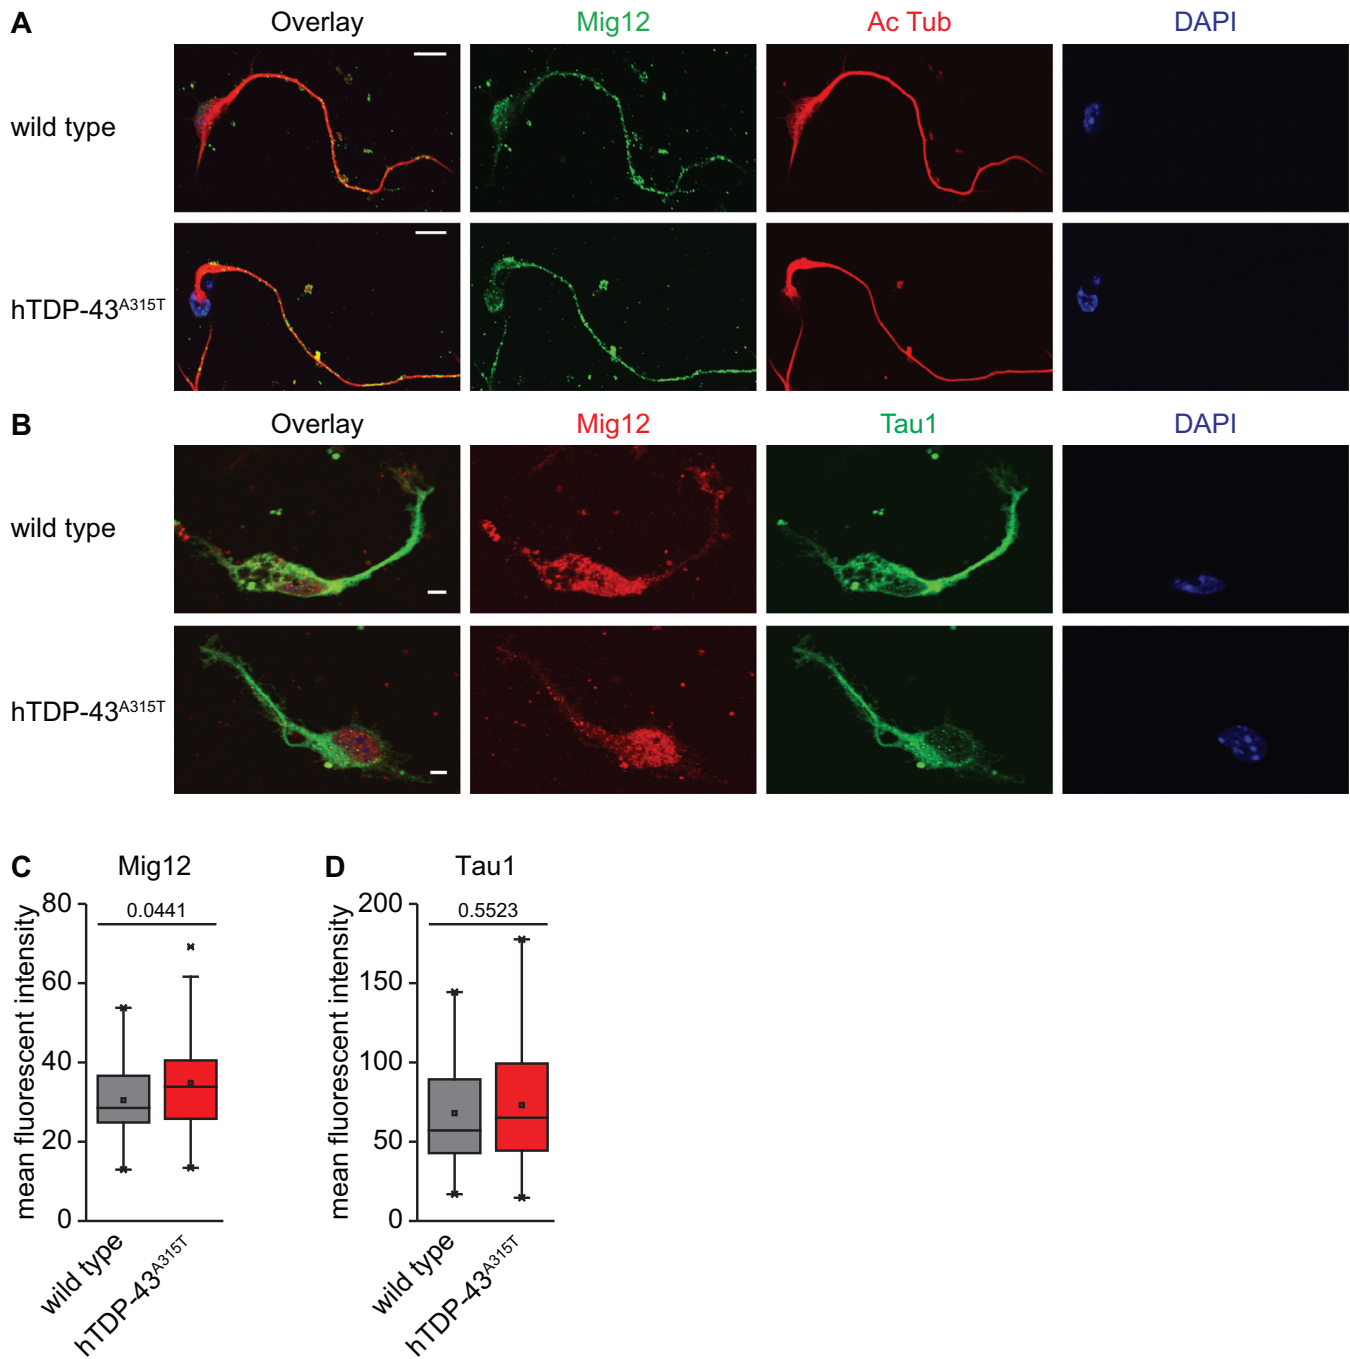 A Overlay Mig12 Ac Tub DAPI
wild type
hTDP-43A315T
B Overlay Mig12 Tau1 DAPI
wild type
hTDP-43A315T
C Mig12
mean fluorescent intensity
80
60
40
20
0
0.0441
wild type
hTDP-43A315T
D Tau1
mean fluorescent intensity
200
150
100
50
0
0.5523
wild type
hTDP-43A315T